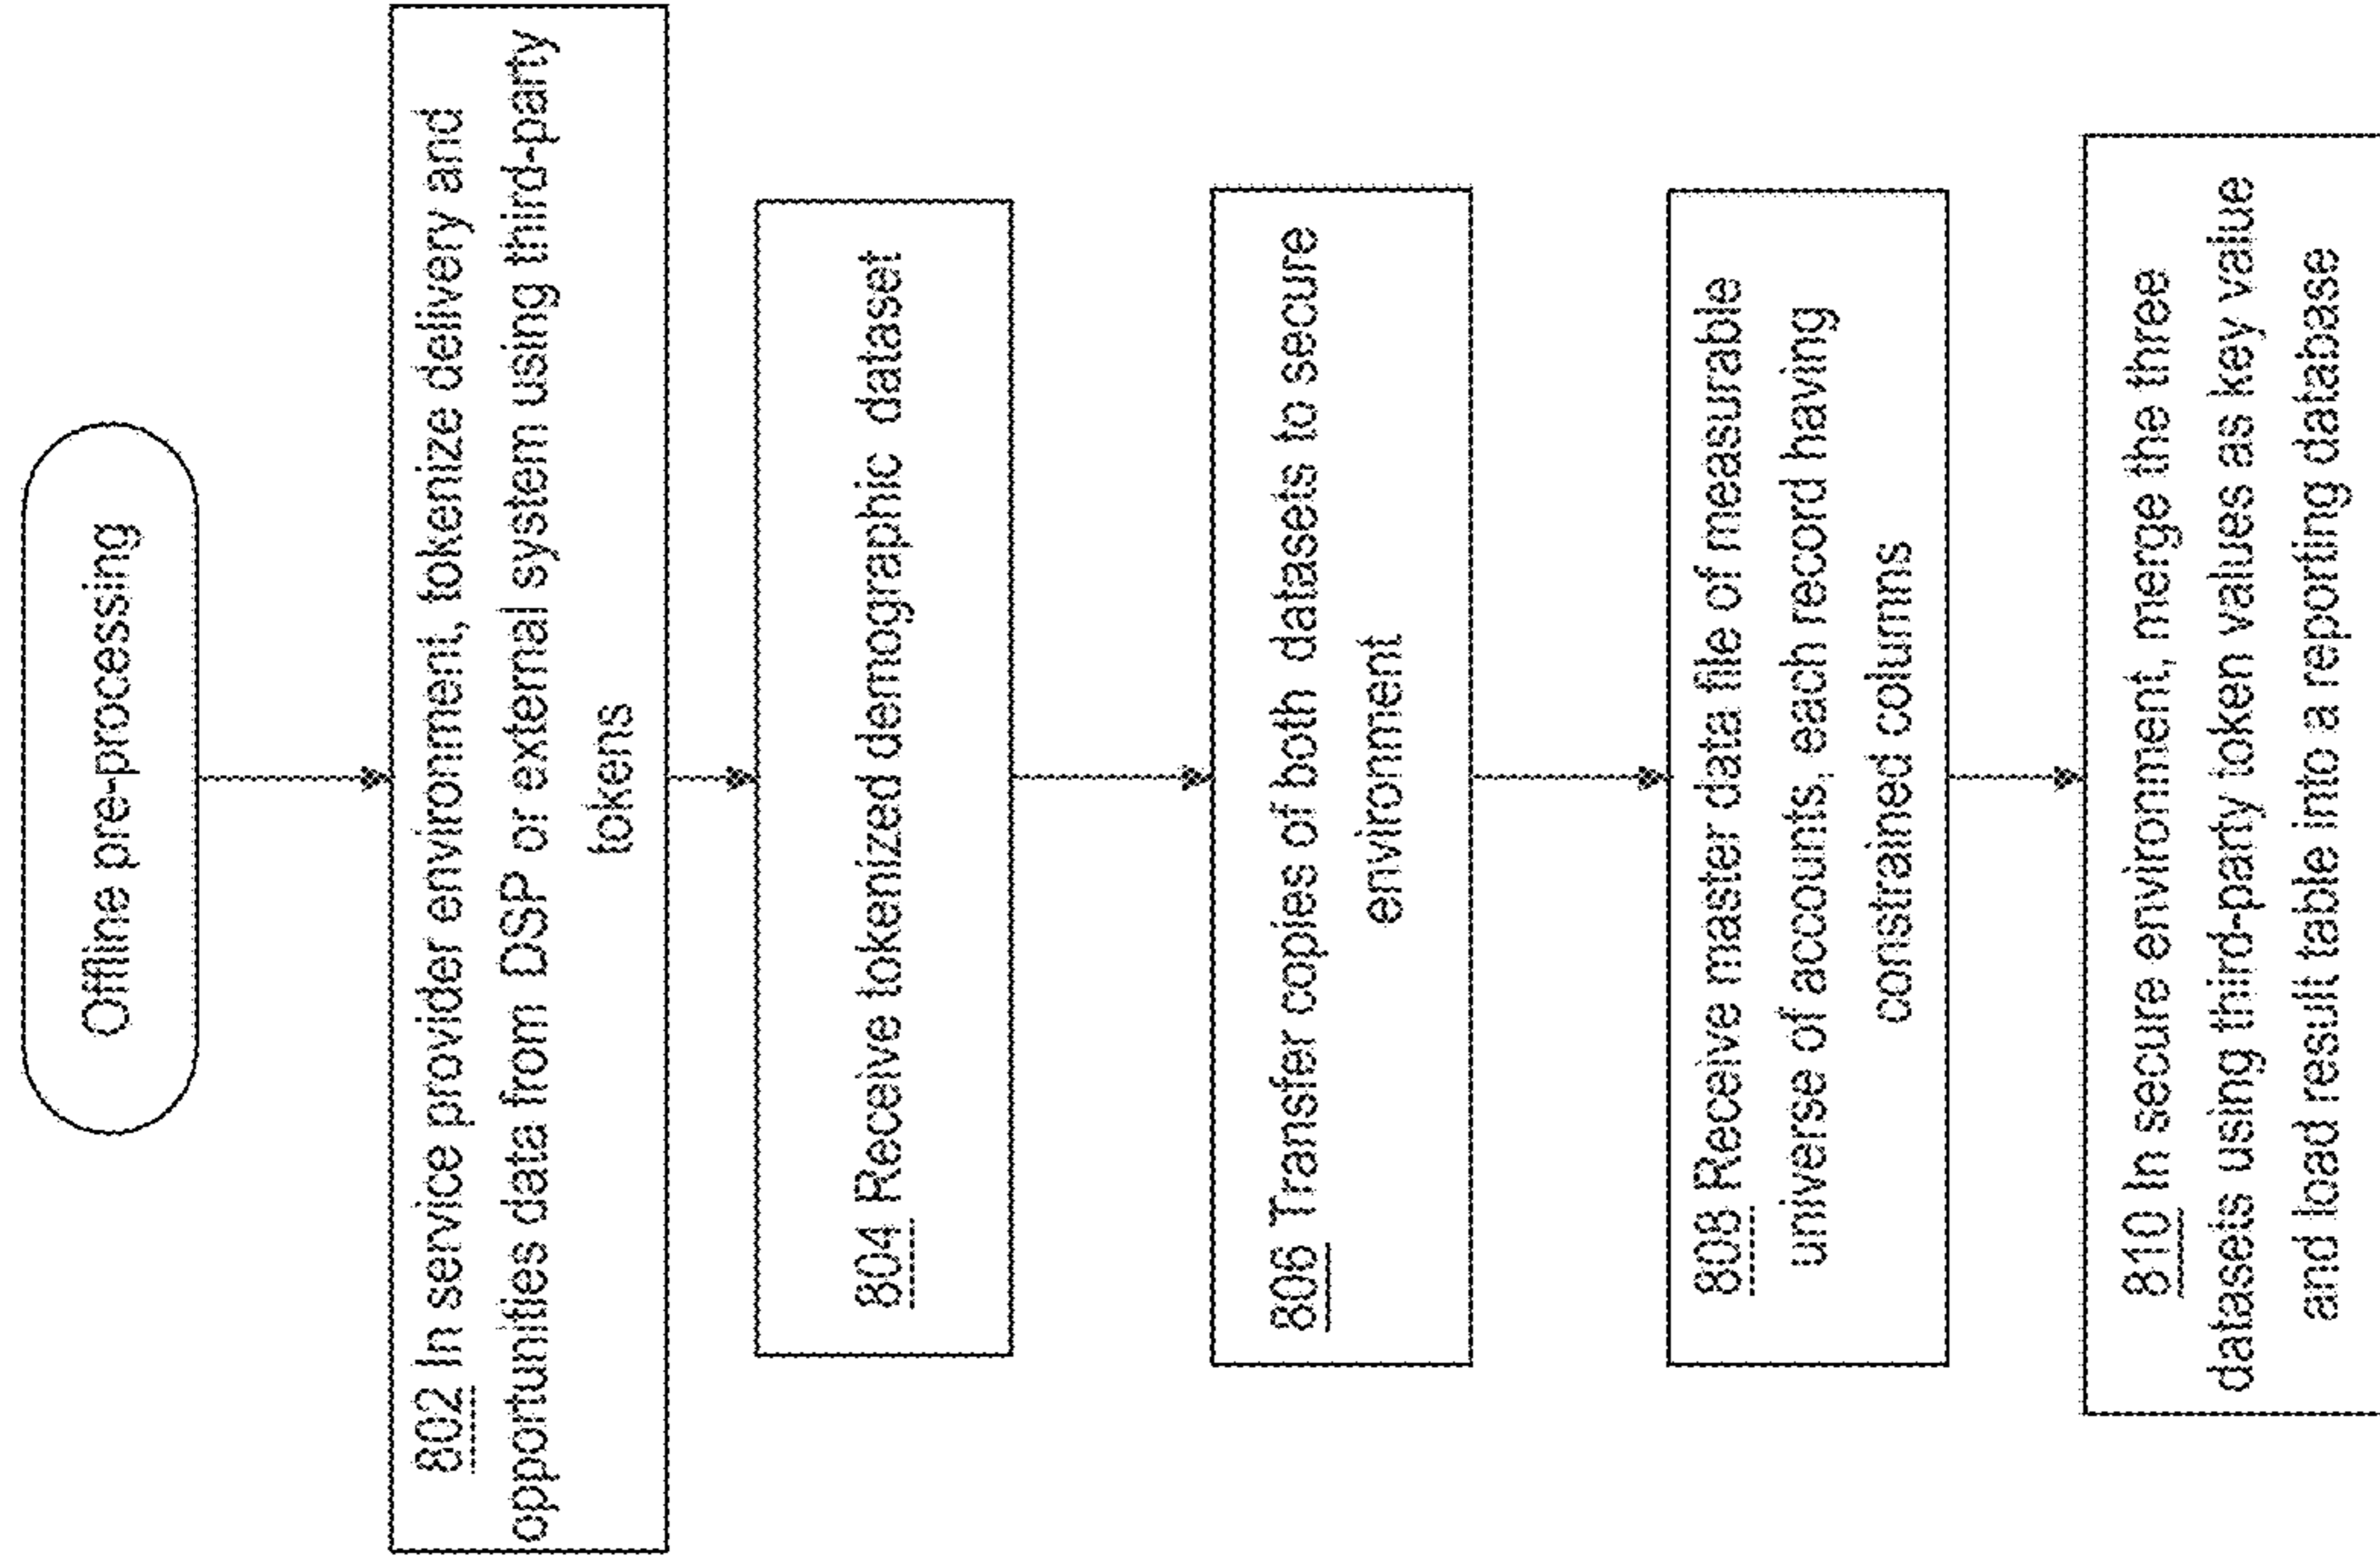 Offline pre-processing
802 In service provider environment, tokenize delivery and
opportunities data from DSP or external system using third-party
tokens
804 Receive tokenized demographic dataset
806 Transfer copies of both datasets to secure
environment
808 Receive master data file of measurable
universe of accounts, each record having
constrained columns
810 In secure environment, merge the three
datasets using third-party token values as key value
and load result table into a reporting database